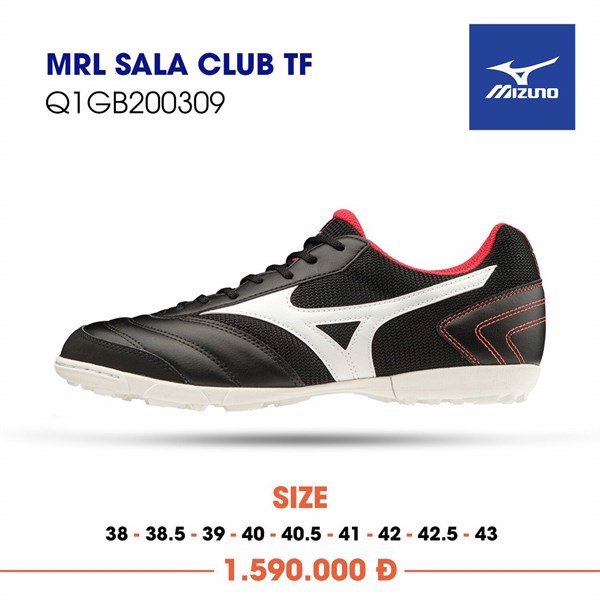 MRL SALA CLUB TF
Q1GB200309
MIZUNO
SIZE
38 - 38.5 - 39 - 40 - 40.5 - 41 - 42 - 42.5 - 43
1.590.000 Đ